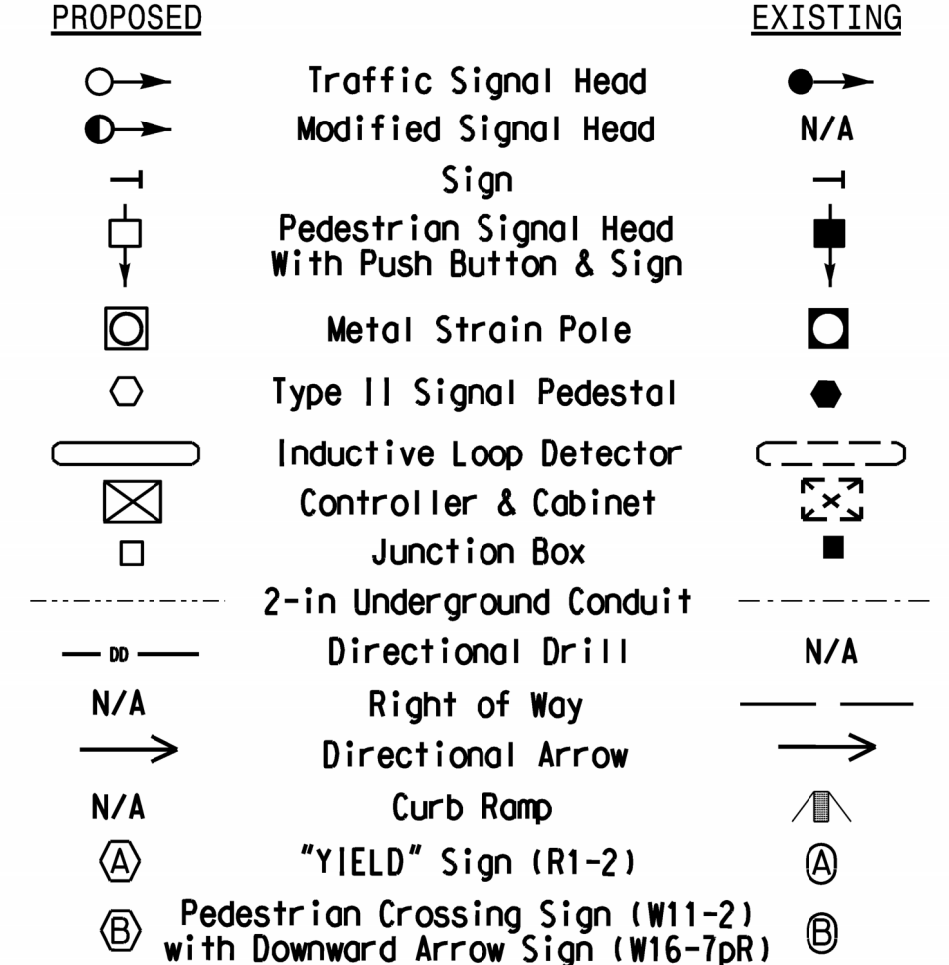 PROPOSED EXISTING
Traffic Signal Head
Modified Signal Head N/A
Sign
Pedestrian Signal Head
With Push Button & Sign
Metal Strain Pole
Type II Signal Pedestal
Inductive Loop Detector
Controller & Cabinet
Junction Box
2-in Underground Conduit
DD Directional Drill N/A
N/A Right of Way
Directional Arrow
N/A Curb Ramp
A "YIELD" Sign (R1-2) A
B Pedestrian Crossing Sign (W11-2) B
with Downward Arrow Sign (W16-7pR)